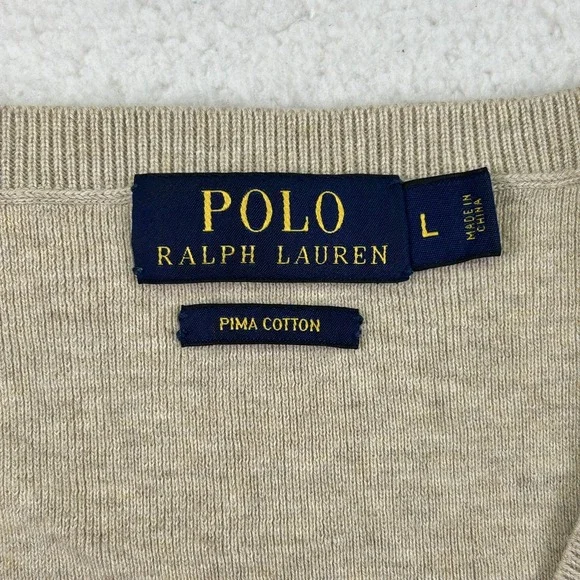 POLO
RALPH LAUREN
L
MADE IN
CHINA
PIMA COTTON